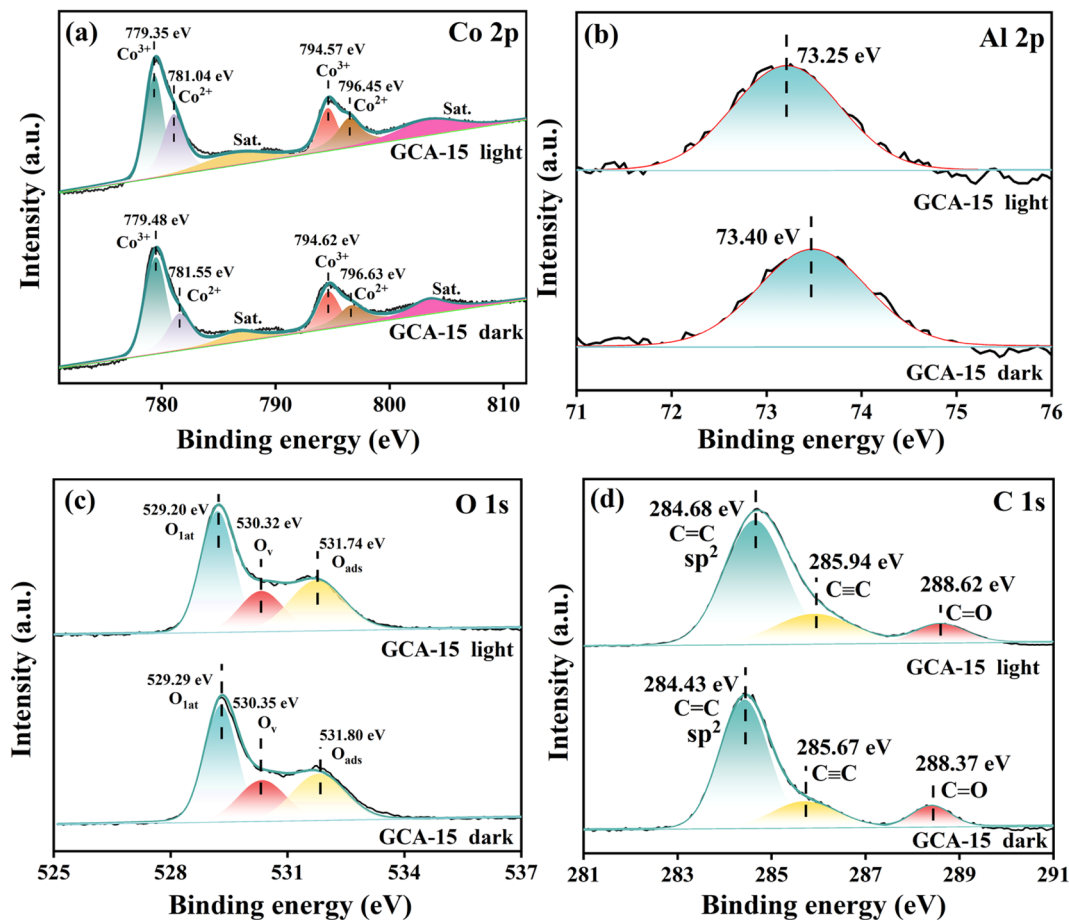 (a)
Co 2p
779.35 eV
Co³⁺
781.04 eV
Co²⁺
Sat.
794.57 eV
Co³⁺
796.45 eV
Co²⁺
Sat.
GCA-15 light
779.48 eV
Co³⁺
781.55 eV
Co²⁺
Sat.
794.62 eV
Co³⁺
796.63 eV
Co²⁺
Sat.
GCA-15 dark
780
790
800
810
Binding energy (eV)
Intensity (a.u.)
(b)
Al 2p
73.25 eV
GCA-15 light
73.40 eV
GCA-15 dark
71
72
73
74
75
76
Binding energy (eV)
Intensity (a.u.)
(c)
O 1s
529.20 eV
O₁ₐₜ
530.32 eV
Oᵥ
531.74 eV
Oₐdₛ
GCA-15 light
529.29 eV
O₁ₐₜ
530.35 eV
Oᵥ
531.80 eV
Oₐdₛ
GCA-15 dark
525
528
531
534
537
Binding energy (eV)
Intensity (a.u.)
(d)
C 1s
284.68 eV
C=C
sp²
285.94 eV
C≡C
288.62 eV
C=O
GCA-15 light
284.43 eV
C=C
sp²
285.67 eV
C≡C
288.37 eV
C=O
GCA-15 dark
281
283
285
287
289
291
Binding energy (eV)
Intensity (a.u.)